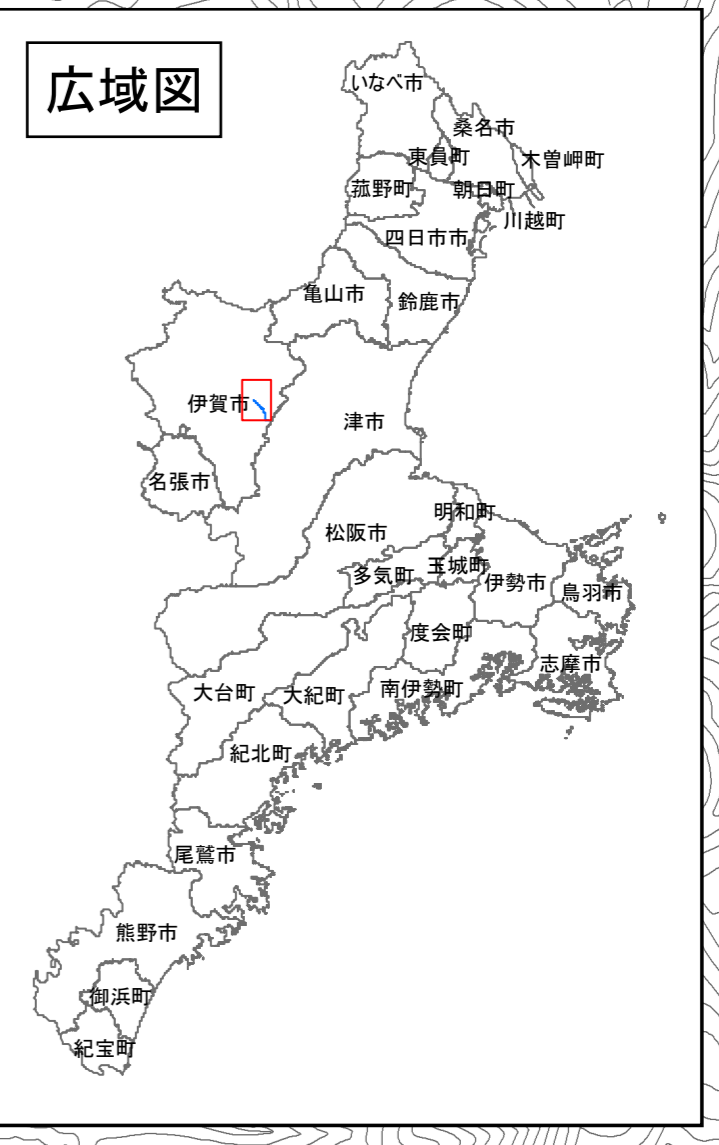 広域図
いなべ市
桑名市
東員町
木曽岬町
菰野町
朝日町
川越町
四日市市
亀山市
鈴鹿市
伊賀市
津市
名張市
明和町
松阪市
玉城町
多気町
伊勢市
鳥羽市
度会町
志摩市
大台町
大紀町
南伊勢町
紀北町
尾鷲市
熊野市
御浜町
紀宝町